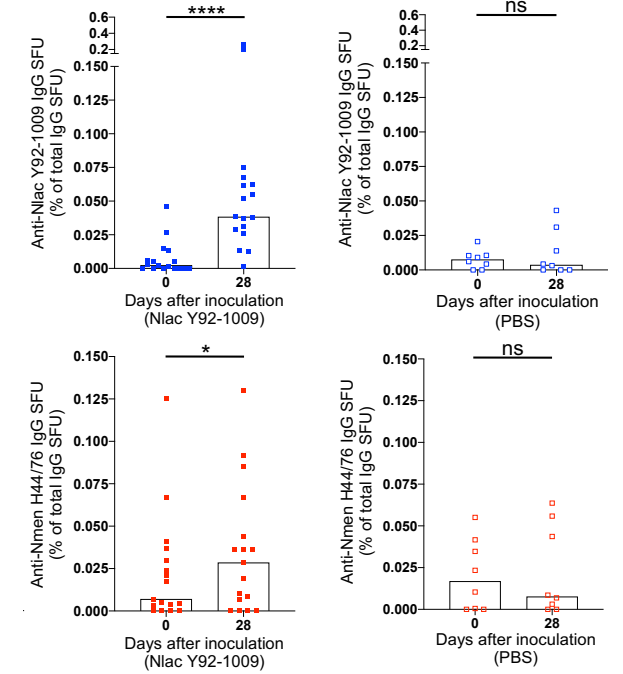 ****
0.6
0.4
0.2
0.150
0.125
0.100
0.075
0.050
0.025
0.000
Anti-Nlac Y92-1009 IgG SFU
(% of total IgG SFU)
0 28
Days after inoculation
(Nlac Y92-1009)
ns
0.6
0.4
0.2
0.150
0.125
0.100
0.075
0.050
0.025
0.000
Anti-Nlac Y92-1009 IgG SFU
(% of total IgG SFU)
0 28
Days after inoculation
(PBS)
*
0.150
0.125
0.100
0.075
0.050
0.025
0.000
Anti-Nmen H44/76 IgG SFU
(% of total IgG SFU)
0 28
Days after inoculation
(Nlac Y92-1009)
ns
0.150
0.125
0.100
0.075
0.050
0.025
0.000
Anti-Nmen H44/76 IgG SFU
(% of total IgG SFU)
0 28
Days after inoculation
(PBS)